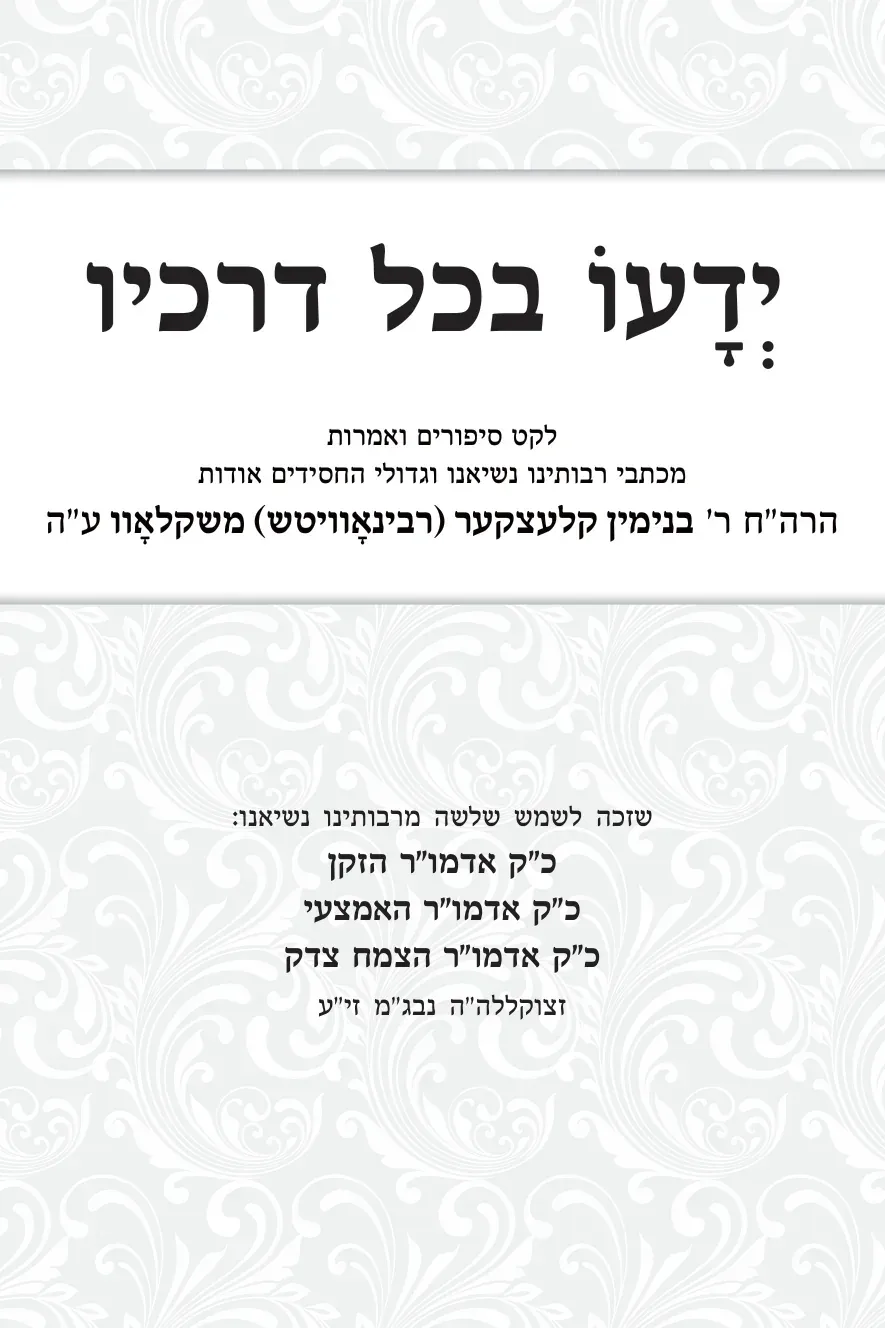 יְדָעוֹ בכל דרכיו
לקט סיפורים ואמרות
מכתבי רבותינו נשיאנו וגדולי החסידים אודות
הרה"ח ר' בנימין קלעצקער (רבינאָוויטש) משקלאָוו ע"ה
שזכה לשמש שלשה מרבותינו נשיאנו:
כ"ק אדמו"ר הזקן
כ"ק אדמו"ר האמצעי
כ"ק אדמו"ר הצמח צדק
זצוקללה"ה נבג"מ זי"ע